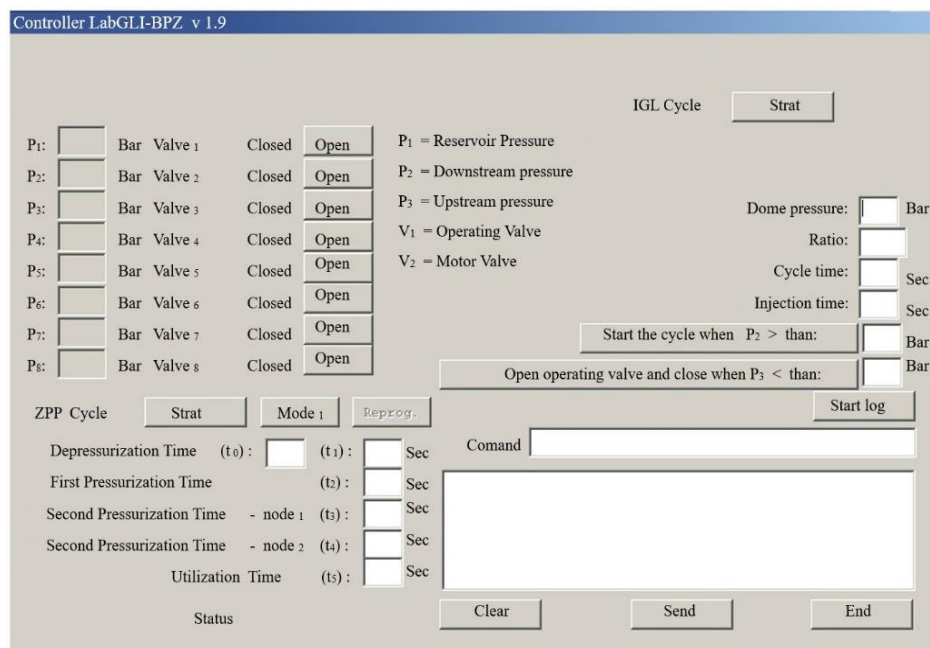 Controller LabGLI-BPZ v 1.9
IGL Cycle Strat
P1: Bar Valve 1 Closed Open
P2: Bar Valve 2 Closed Open
P3: Bar Valve 3 Closed Open
P4: Bar Valve 4 Closed Open
P5: Bar Valve 5 Closed Open
P6: Bar Valve 6 Closed Open
P7: Bar Valve 7 Closed Open
P8: Bar Valve 8 Closed Open
P1 = Reservoir Pressure
P2 = Downstream pressure
P3 = Upstream pressure
V1 = Operating Valve
V2 = Motor Valve
Dome pressure: Bar
Ratio:
Cycle time: Sec
Injection time: Sec
Start the cycle when P2 > than: Bar
Open operating valve and close when P3 < than: Bar
Start log
ZPP Cycle Strat Mode 1 Reprog.
Depressurization Time (t0): (t1): Sec
First Pressurization Time (t2): Sec
Second Pressurization Time - node 1 (t3): Sec
Second Pressurization Time - node 2 (t4): Sec
Utilization Time (t5): Sec
Status
Comand
Clear Send End